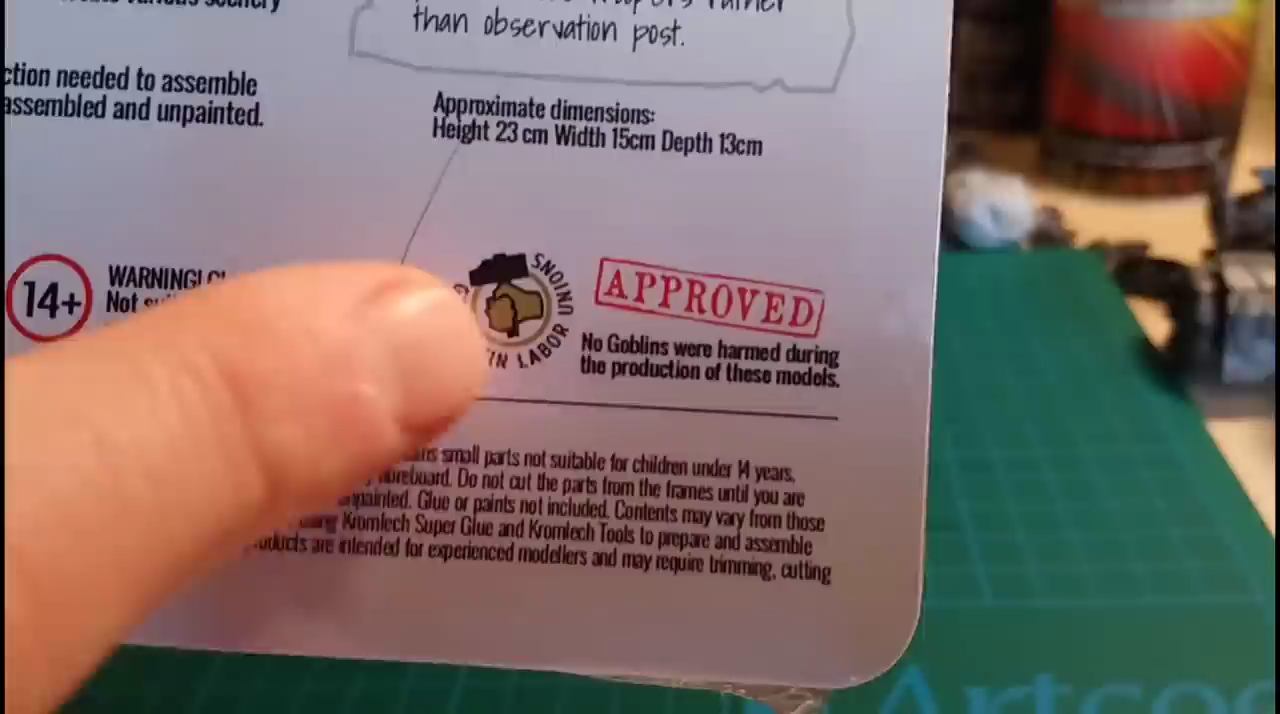 than observation post.
ction needed to assemble
assembled and unpainted.
Approximate dimensions:
Height 23 cm Width 15cm Depth 13cm
14+
WARNING!
Not
LABOR UNIONS
APPROVED
No Goblins were harmed during
the production of these models.
small parts not suitable for children under 14 years.
Do not cut the parts from the frames until you are
Glue or paints not included. Contents may vary from those
Kromlech Super Glue and Kromlech Tools to prepare and assemble
are intended for experienced modellers and may require trimming, cutting
Artcos